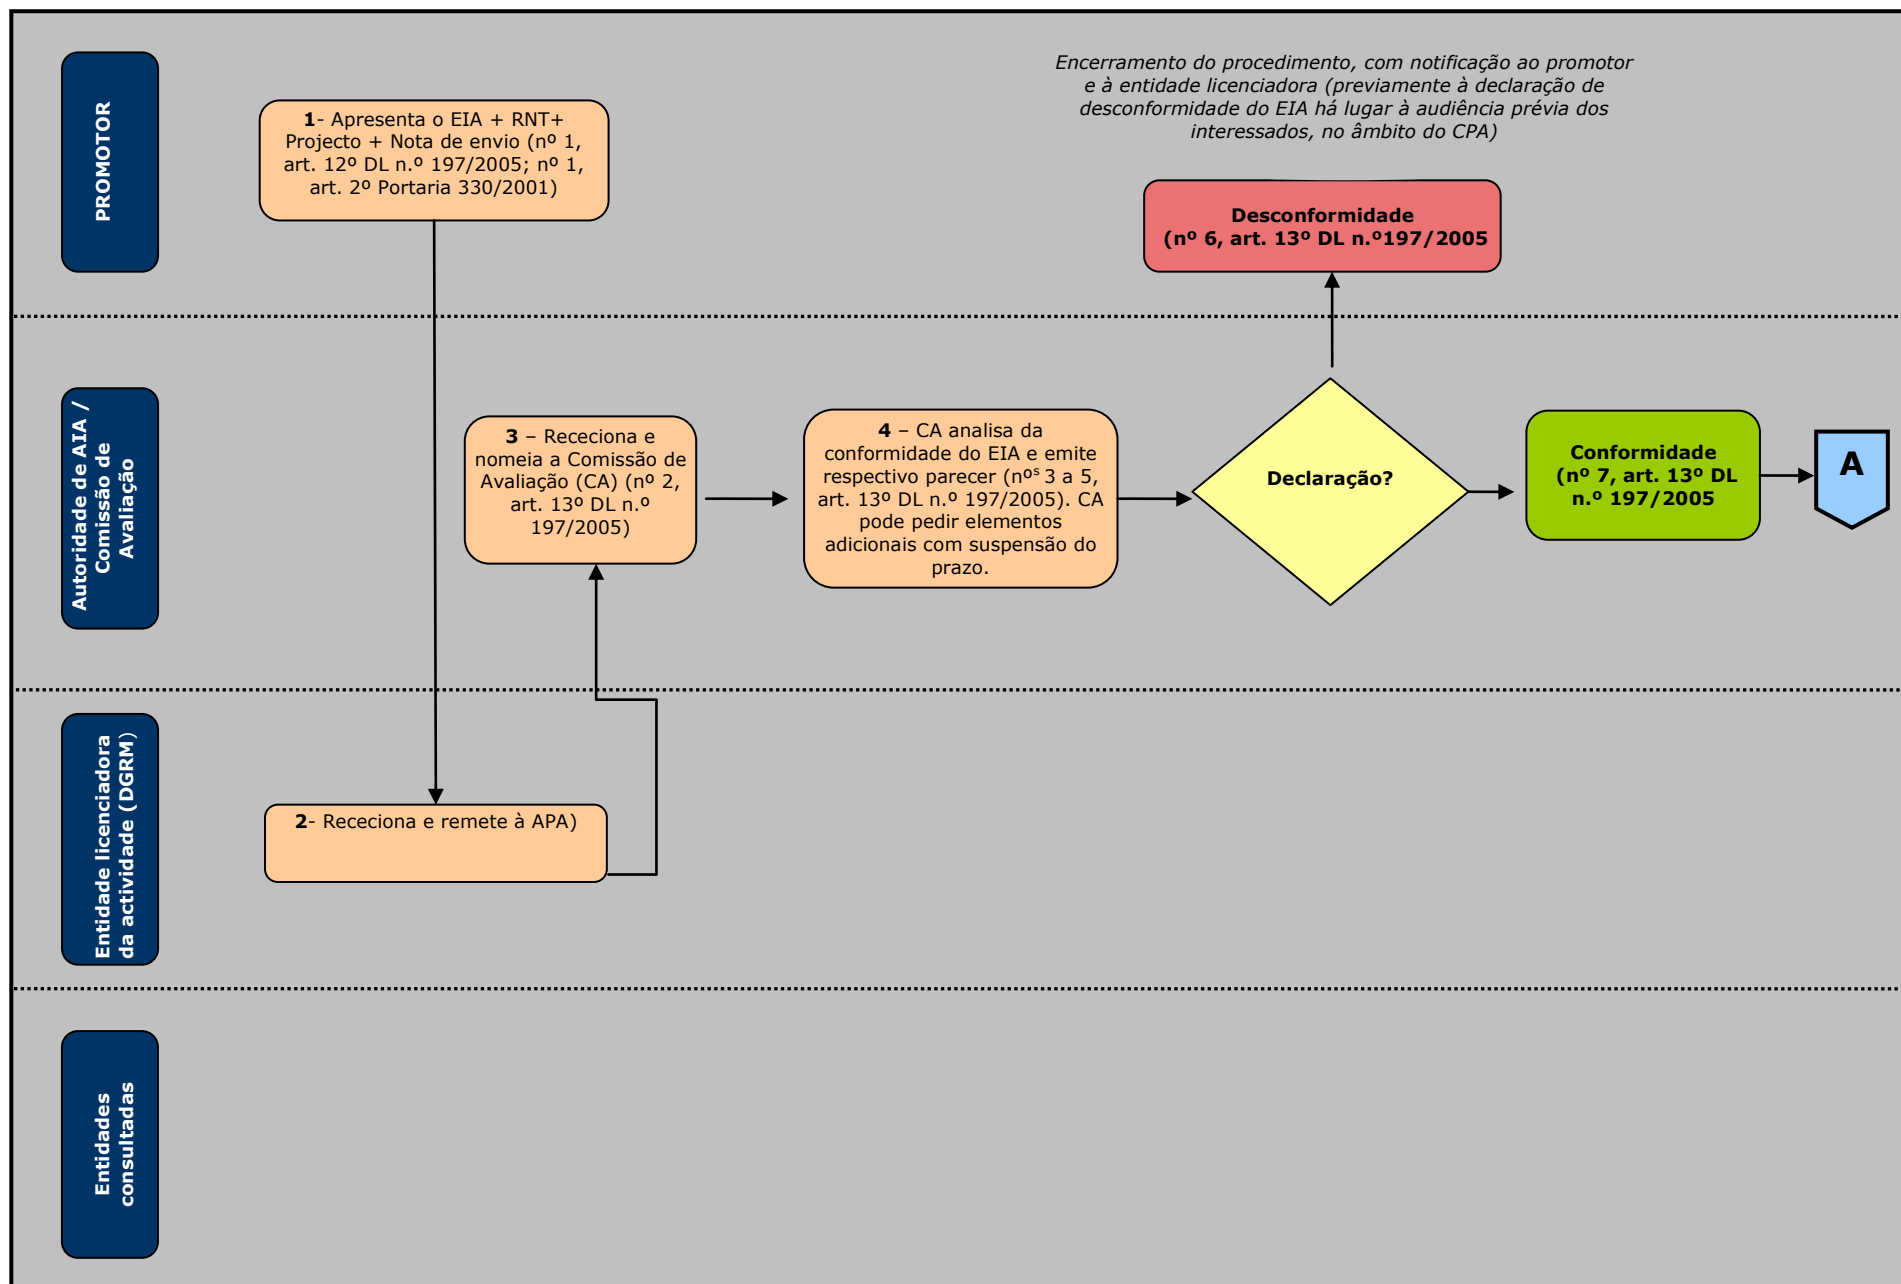 PROMOTOR
1- Apresenta o EIA + RNT+
Projecto + Nota de envio (nº 1,
art. 12º DL n.º 197/2005; nº 1,
art. 2º Portaria 330/2001)
Encerramento do procedimento, com notificação ao promotor
e à entidade licenciadora (previamente à declaração de
desconformidade do EIA há lugar à audiência prévia dos
interessados, no âmbito do CPA)
Desconformidade
(nº 6, art. 13º DL n.º197/2005
Autoridade de AIA /
Comissão de
Avaliação
3 – Receciona e
nomeia a Comissão de
Avaliação (CA) (nº 2,
art. 13º DL n.º
197/2005)
4 – CA analisa da
conformidade do EIA e emite
respectivo parecer (nºs 3 a 5,
art. 13º DL n.º 197/2005). CA
pode pedir elementos
adicionais com suspensão do
prazo.
Declaração?
Conformidade
(nº 7, art. 13º DL
n.º 197/2005
A
Entidade licenciadora
da actividade (DGRM)
2- Receciona e remete à APA)
Entidades
consultadas